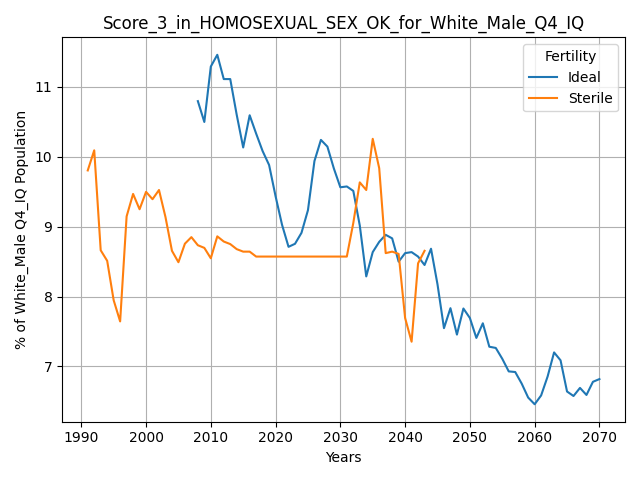 Score_3_in_HOMOSEXUAL_SEX_OK_for_White_Male_Q4_IQ
Fertility
Ideal
Sterile
% of White_Male Q4_IQ Population
11
10
9
8
7
1990 2000 2010 2020 2030 2040 2050 2060 2070
Years